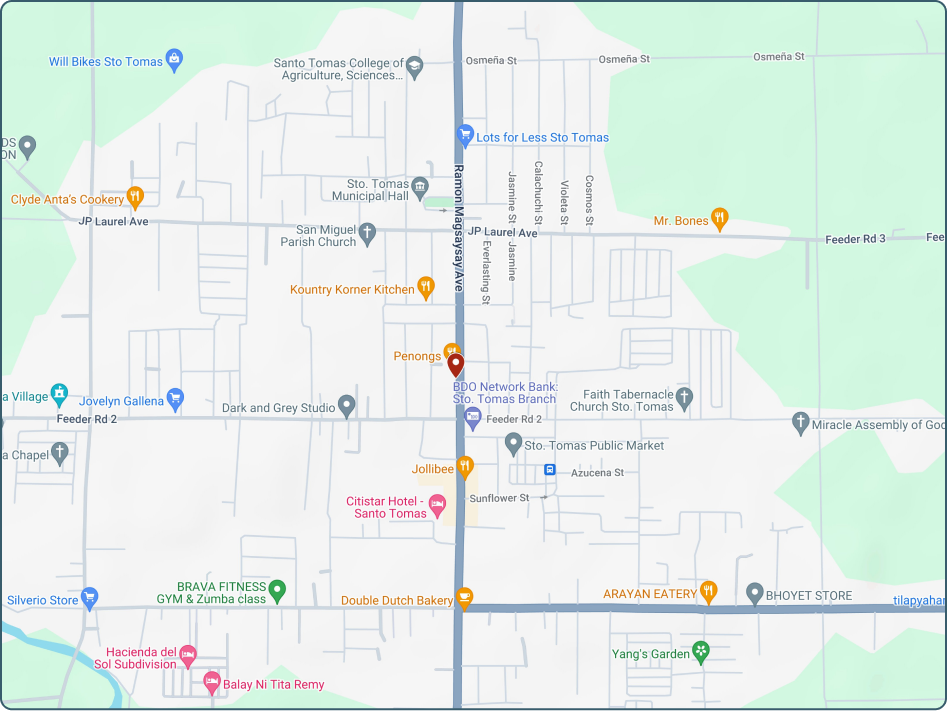 Will Bikes Sto Tomas
Santo Tomas College of
Agriculture, Sciences...
Osmeña St
Osmeña St
Osmeña St
Lots for Less Sto Tomas
DS
ON
Clyde Anta's Cookery
JP Laurel Ave
Sto. Tomas
Municipal Hall
San Miguel
Parish Church
Ramon Magsaysay Ave
JP Laurel Ave
Jasmine St
Calachuchi St
Violeta St
Cosmos St
Everlasting St
Jasmine
Mr. Bones
Feeder Rd 3
Fee
Kountry Korner Kitchen
Penongs
BDO Network Bank:
Sto. Tomas Branch
a Village
Jovelyn Gallena
Feeder Rd 2
Dark and Grey Studio
Feeder Rd 2
Faith Tabernacle
Church Sto. Tomas
Miracle Assembly of God
a Chapel
Sto. Tomas Public Market
Jollibee
Azucena St
Citistar Hotel -
Santo Tomas
Sunflower St
Silverio Store
BRAVA FITNESS
GYM & Zumba class
Double Dutch Bakery
ARAYAN EATERY
BHOYET STORE
tilapyahan
Hacienda del
Sol Subdivision
Balay Ni Tita Remy
Yang's Garden